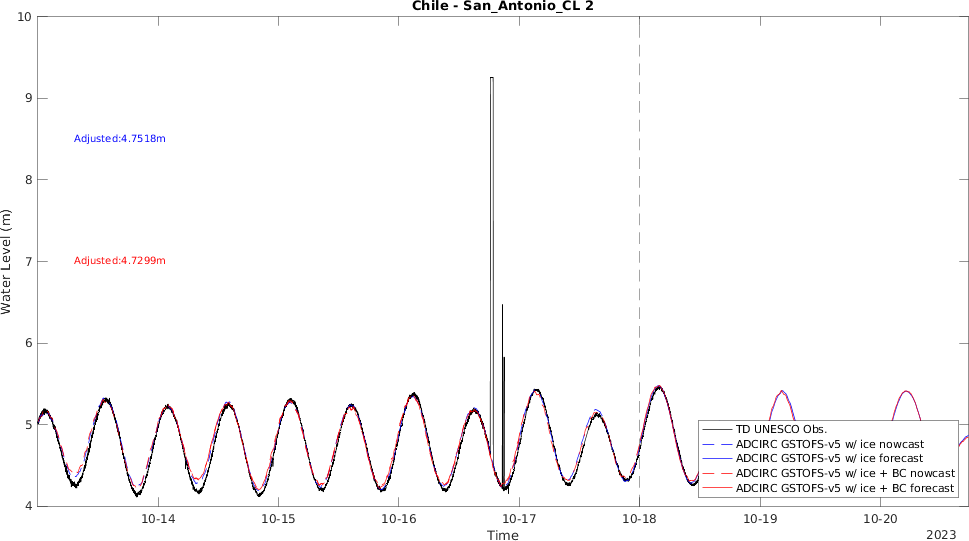 Chile - San_Antonio_CL 2
10
9
8
7
6
5
4
Water Level (m)
Adjusted:4.7518m
Adjusted:4.7299m
TD UNESCO Obs.
ADCIRC GSTOFS-v5 w/ ice nowcast
ADCIRC GSTOFS-v5 w/ ice forecast
ADCIRC GSTOFS-v5 w/ ice + BC nowcast
ADCIRC GSTOFS-v5 w/ ice + BC forecast
10-14 10-15 10-16 10-17 10-18 10-19 10-20
Time
2023